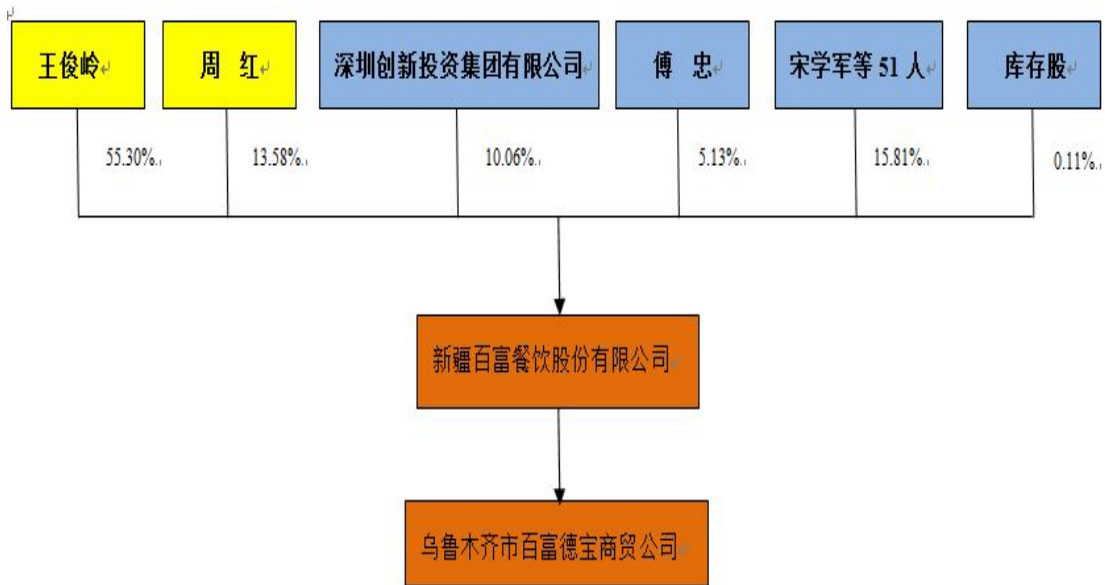 王俊岭
周 红
深圳创新投资集团有限公司
傅 忠
宋学军等 51 人
库存股
55.30%
13.58%
10.06%
5.13%
15.81%
0.11%
新疆百富餐饮股份有限公司
乌鲁木齐市百富德宝商贸公司